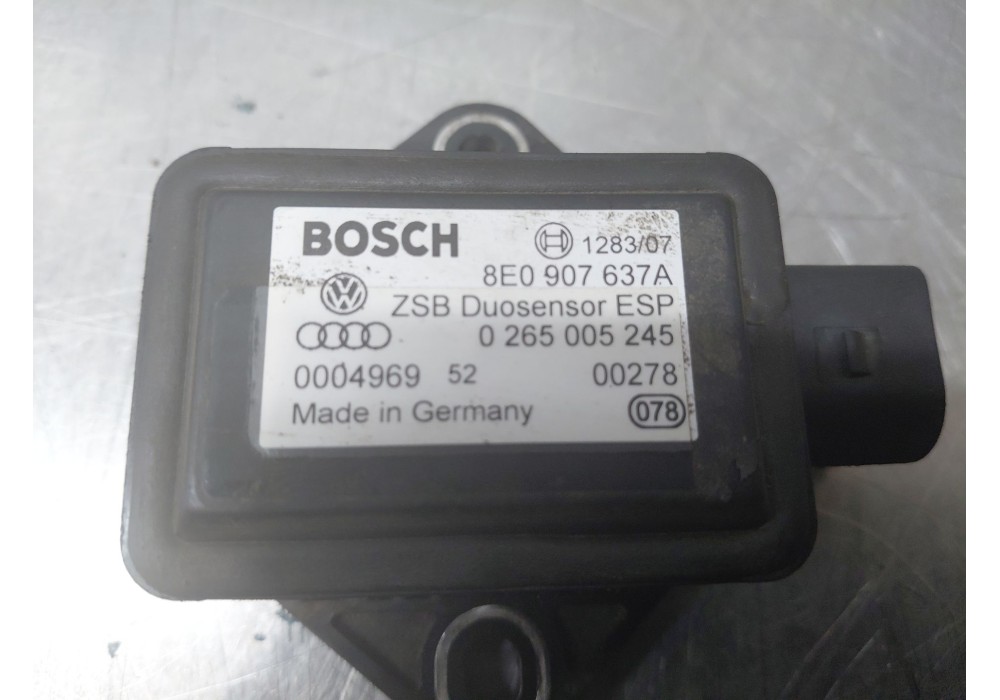 BOSCH 1283/07
8E0 907 637A
ZSB Duosensor ESP
0 265 005 245
0004969 52 00278
Made in Germany 078